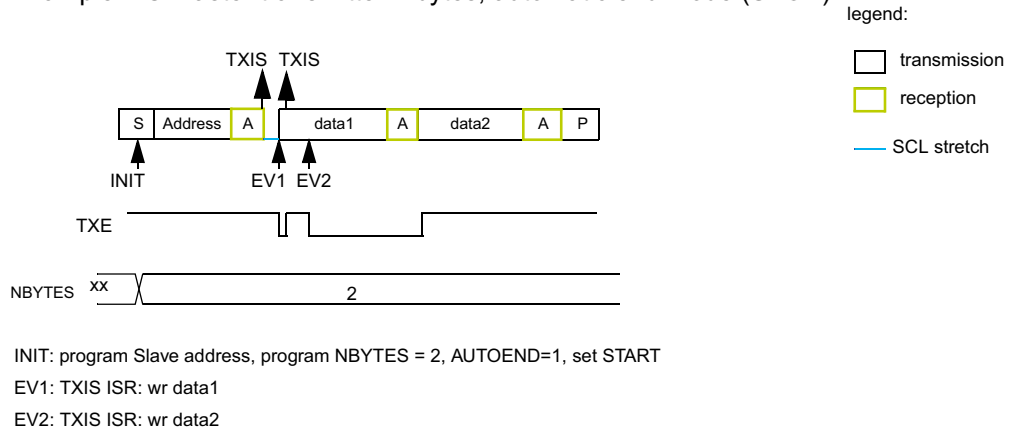 legend:
transmission
reception
SCL stretch
TXIS TXIS
S Address A data1 A data2 A P
INIT EV1 EV2
TXE
NBYTES xx 2
INIT: program Slave address, program NBYTES = 2, AUTOEND=1, set START
EV1: TXIS ISR: wr data1
EV2: TXIS ISR: wr data2